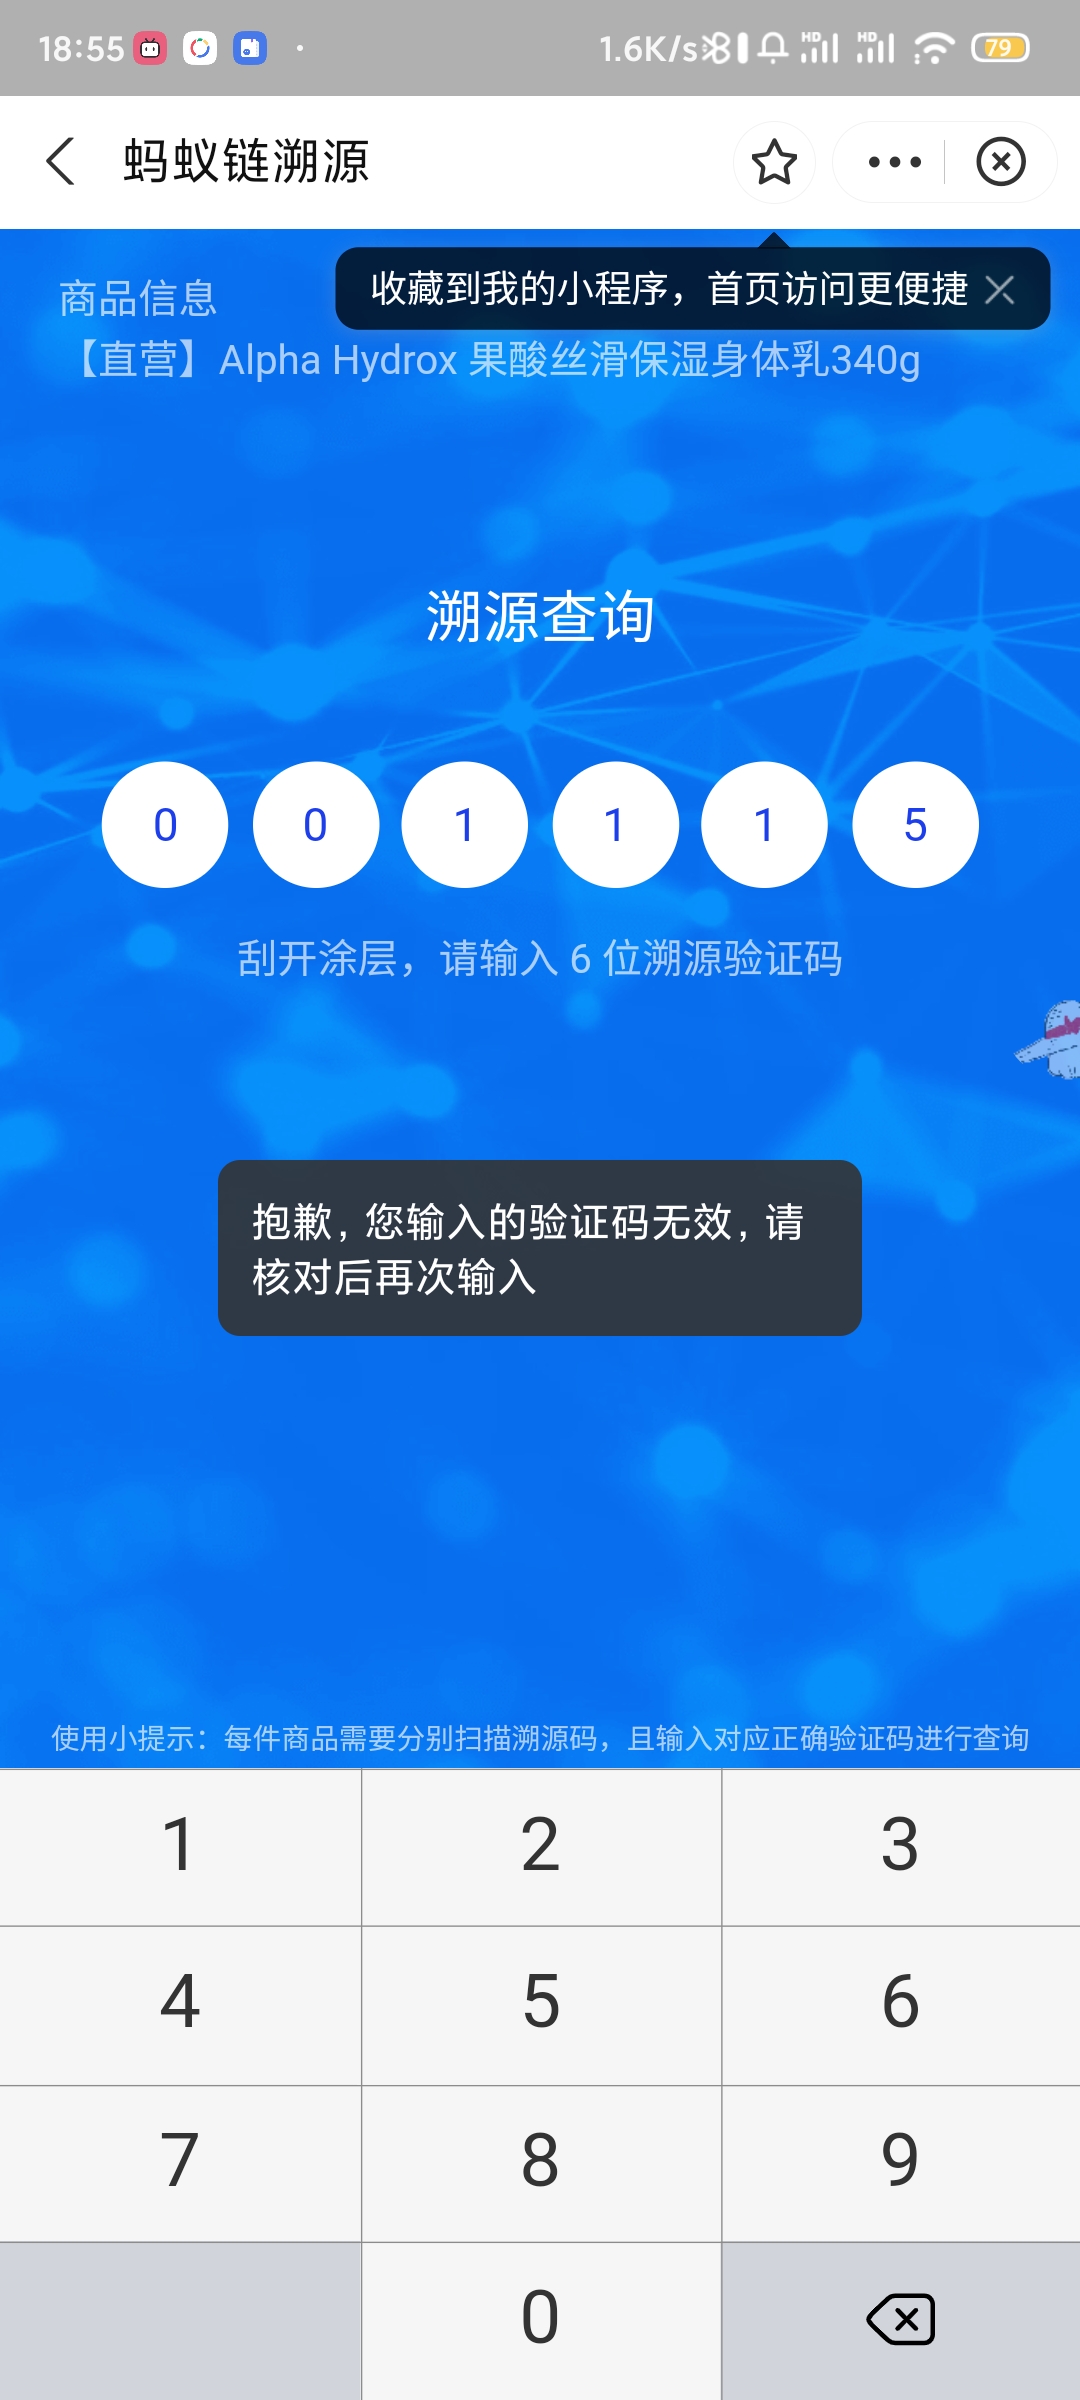 18:55
1.6K/s
HD
HD
79
蚂蚁链溯源
收藏到我的小程序，首页访问更便捷
商品信息
【直营】Alpha Hydrox 果酸丝滑保湿身体乳340g
溯源查询
0 0 1 1 1 5
刮开涂层，请输入 6 位溯源验证码
抱歉，您输入的验证码无效，请
核对后再次输入
使用小提示：每件商品需要分别扫描溯源码，且输入对应正确验证码进行查询
1 2 3
4 5 6
7 8 9
0